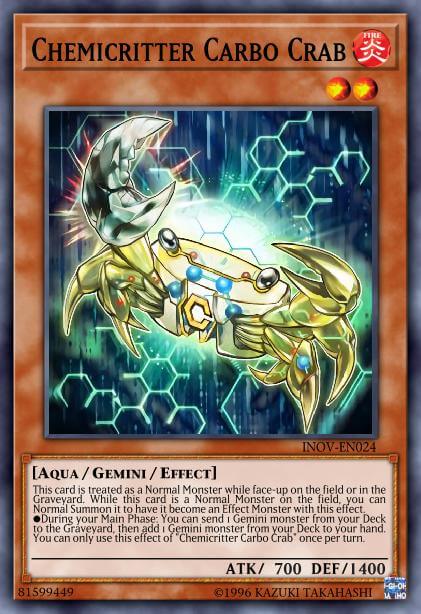 CHEMICRITTER CARBO CRAB
FIRE
炎
INOV-EN024
[AQUA / GEMINI / EFFECT]
This card is treated as a Normal Monster while face-up on the field or in the
Graveyard. While this card is a Normal Monster on the field, you can
Normal Summon it to have it become an Effect Monster with this effect.
●During your Main Phase: You can send 1 Gemini monster from your Deck
to the Graveyard, then add 1 Gemini monster from your Deck to your hand.
You can only use this effect of "Chemicritter Carbo Crab" once per turn.
ATK/ 700 DEF/1400
81599449
©1996 KAZUKI TAKAHASHI